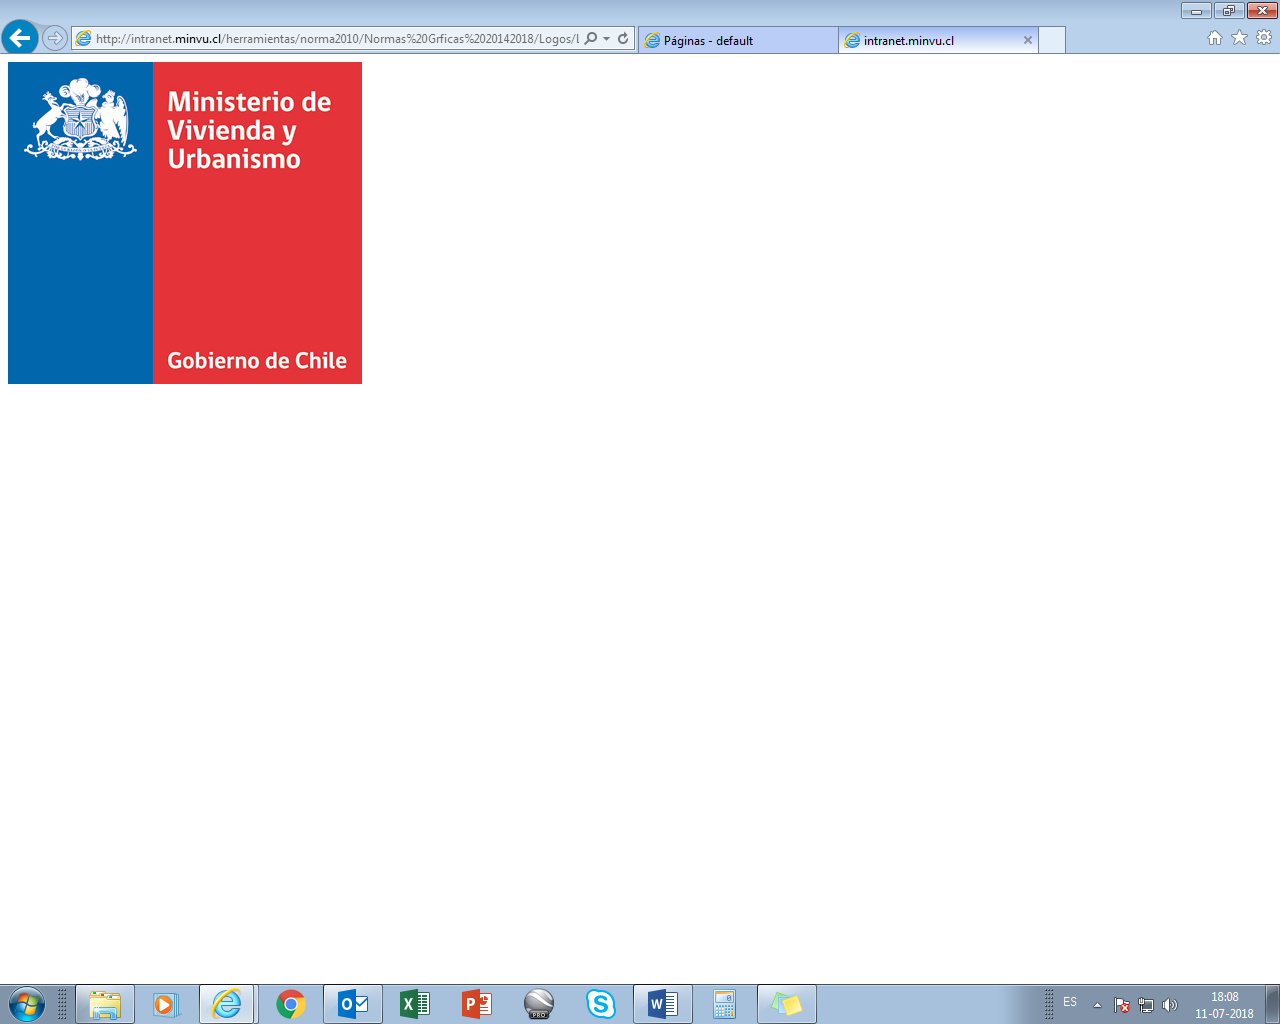 http://intranet.minvu.cl/herramientas/norma2010/Normas%20Grficas%2020142018/Logos/L
Páginas - default
intranet.minvu.cl
Ministerio de
Vivienda y
Urbanismo
Gobierno de Chile
PRO
ES
18:08
11-07-2018